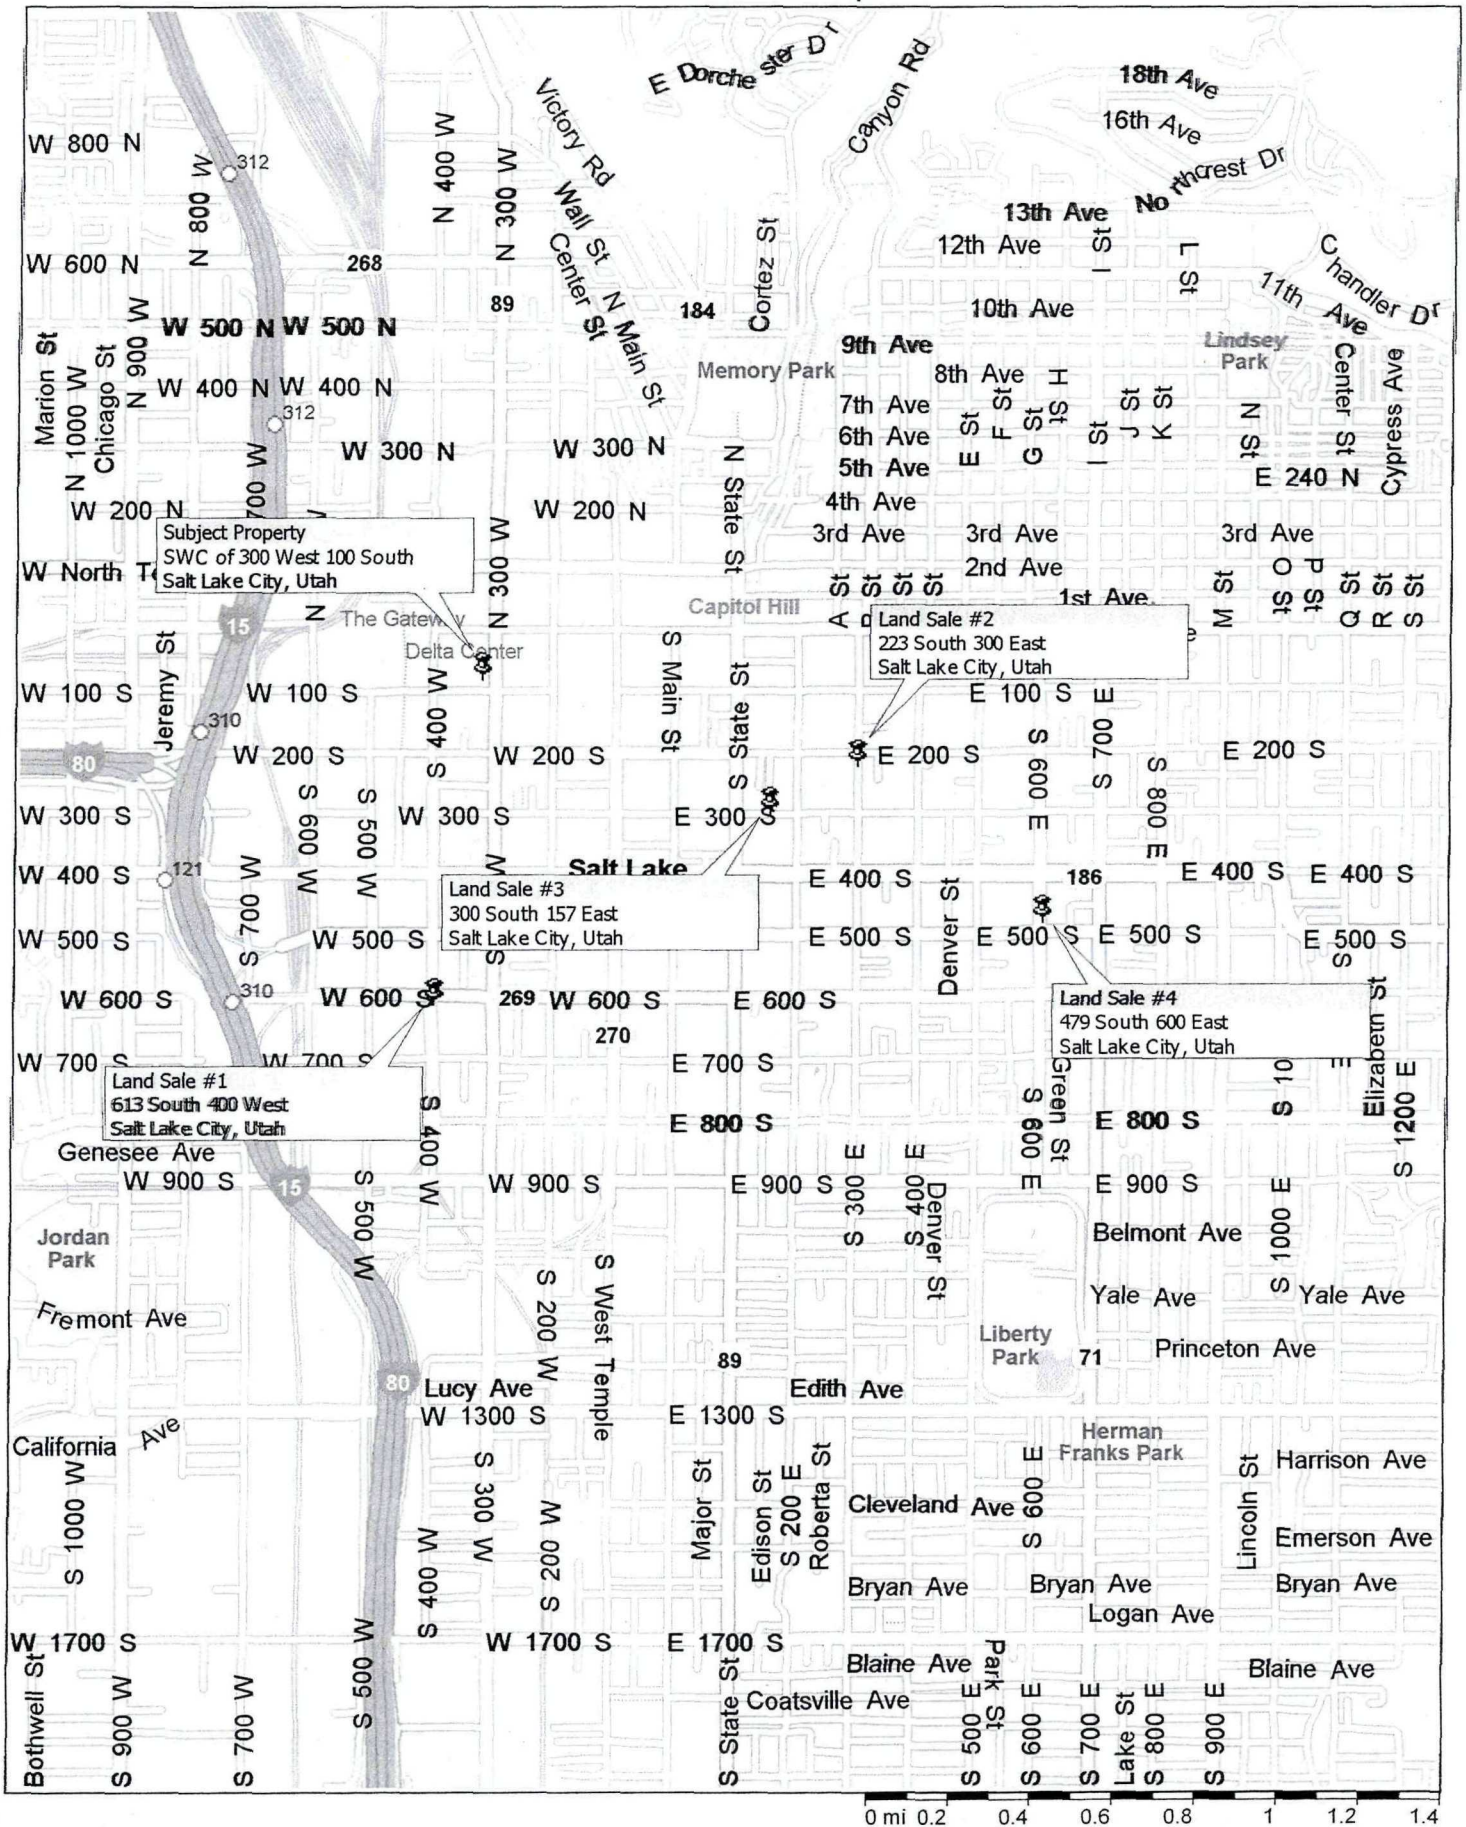 E Dorchester Dr
Canyon Rd
18th Ave
16th Ave
Northcrest Dr
Victory Rd
W 800 N
312
N 800 W
N 400 W
N 300 W
Wall St
Center St
13th Ave
12th Ave
I St
L St
Chandler Dr
W 600 N
268
89
184
Cortez St
10th Ave
11th Ave
N Main St
W 500 N
W 500 N
N 900 W
9th Ave
Lindsey
Park
Marion St
Chicago St
N 1000 W
W 400 N
W 400 N
Memory Park
8th Ave
H St
Center St
Cypress Ave
312
7th Ave
6th Ave
5th Ave
E St
F St
G St
I St
J St
K St
N St
W 300 N
W 300 N
E 240 N
700 W
W 200 N
W 200 N
N State St
4th Ave
3rd Ave
3rd Ave
3rd Ave
Subject Property
SWC of 300 West 100 South
Salt Lake City, Utah
W North
N 300 W
2nd Ave
1st Ave
A St
St
St
M St
O St
P St
Q St
R St
S St
15
N
The Gateway
Delta Center
Capitol Hill
Land Sale #2
223 South 300 East
Salt Lake City, Utah
Jeremy St
S Main St
S State St
W 100 S
W 100 S
S 400 W
E 100 S
S 700 E
310
80
W 200 S
W 200 S
E 200 S
S 600 E
E 200 S
S 800 E
W 300 S
S 600 W
S 500 W
W 300 S
E 300 S
W 400 S
121
S 700 W
W
Salt Lake
E 400 S
Denver St
186
E 400 S
E 400 S
Land Sale #3
300 South 157 East
Salt Lake City, Utah
W 500 S
W 500 S
S
E 500 S
E 500 S
E 500 S
E 500 S
S
310
W 600 S
W 600 S
269
W 600 S
E 600 S
Land Sale #4
479 South 600 East
Salt Lake City, Utah
Elizabeth St
270
W 700 S
W 700 S
E 700 S
E
Land Sale #1
613 South 400 West
Salt Lake City, Utah
S 400 W
E 800 S
S 600 E
Green St
E 800 S
S 10
S 1200 E
Genesee Ave
W 900 S
15
S 500 W
W 900 S
E 900 S
S 300 E
S 400 E
Denver St
E 900 S
S 1000 E
Jordan
Park
Belmont Ave
Fremont Ave
S 200 W
S West Temple
Yale Ave
Yale Ave
Liberty
Park
71
Princeton Ave
89
80
Lucy Ave
Edith Ave
W 1300 S
E 1300 S
California Ave
Herman
Franks Park
S 1000 W
S 300 W
S 200 W
Major St
Edison St
S 200 E
Roberta St
S 600 E
Lincoln St
Harrison Ave
Cleveland Ave
Emerson Ave
S 400 W
Bryan Ave
Bryan Ave
Bryan Ave
Logan Ave
W 1700 S
S 500 W
W 1700 S
E 1700 S
Bothwell St
S 900 W
S 700 W
S State St
Blaine Ave
Blaine Ave
Coatsville Ave
S 500 E
Park St
S 600 E
S 700 E
Lake St
S 800 E
S 900 E
0 mi 0.2 0.4 0.6 0.8 1 1.2 1.4